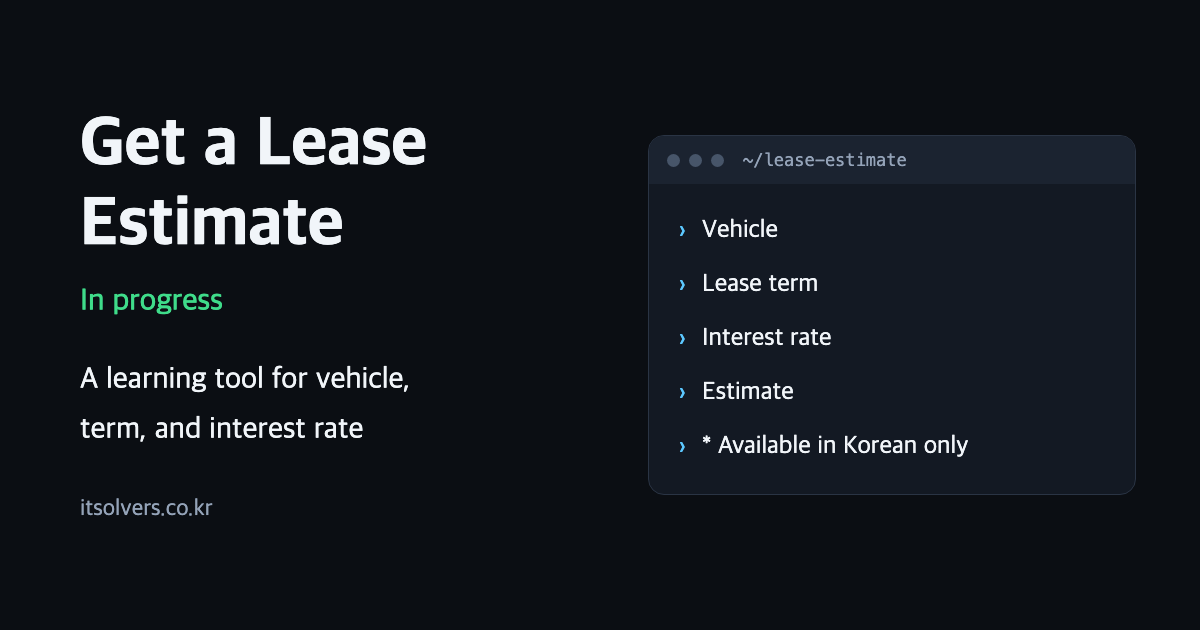 Get a Lease
Estimate
In progress
A learning tool for vehicle,
term, and interest rate
itsolvers.co.kr
~/lease-estimate
› Vehicle
› Lease term
› Interest rate
› Estimate
› * Available in Korean only